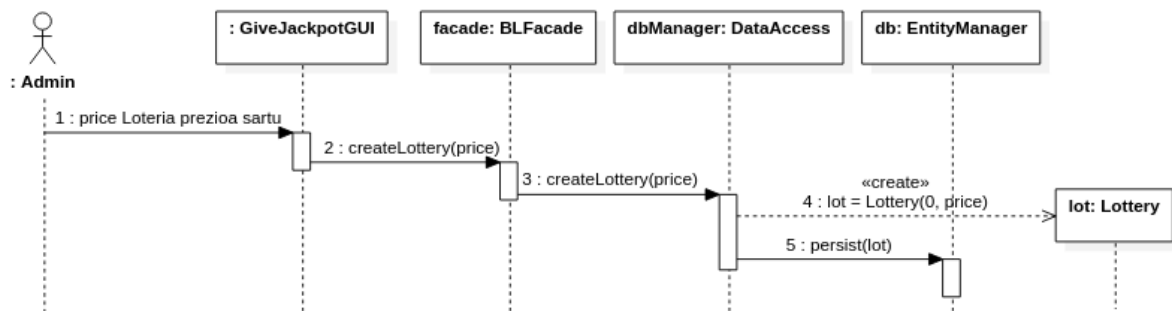 : Admin
: GiveJackpotGUI
facade: BLFacade
dbManager: DataAccess
db: EntityManager
1 : price Loteria prezioa sartu
2 : createLottery(price)
3 : createLottery(price)
«create»
4 : lot = Lottery(0, price)
lot: Lottery
5 : persist(lot)